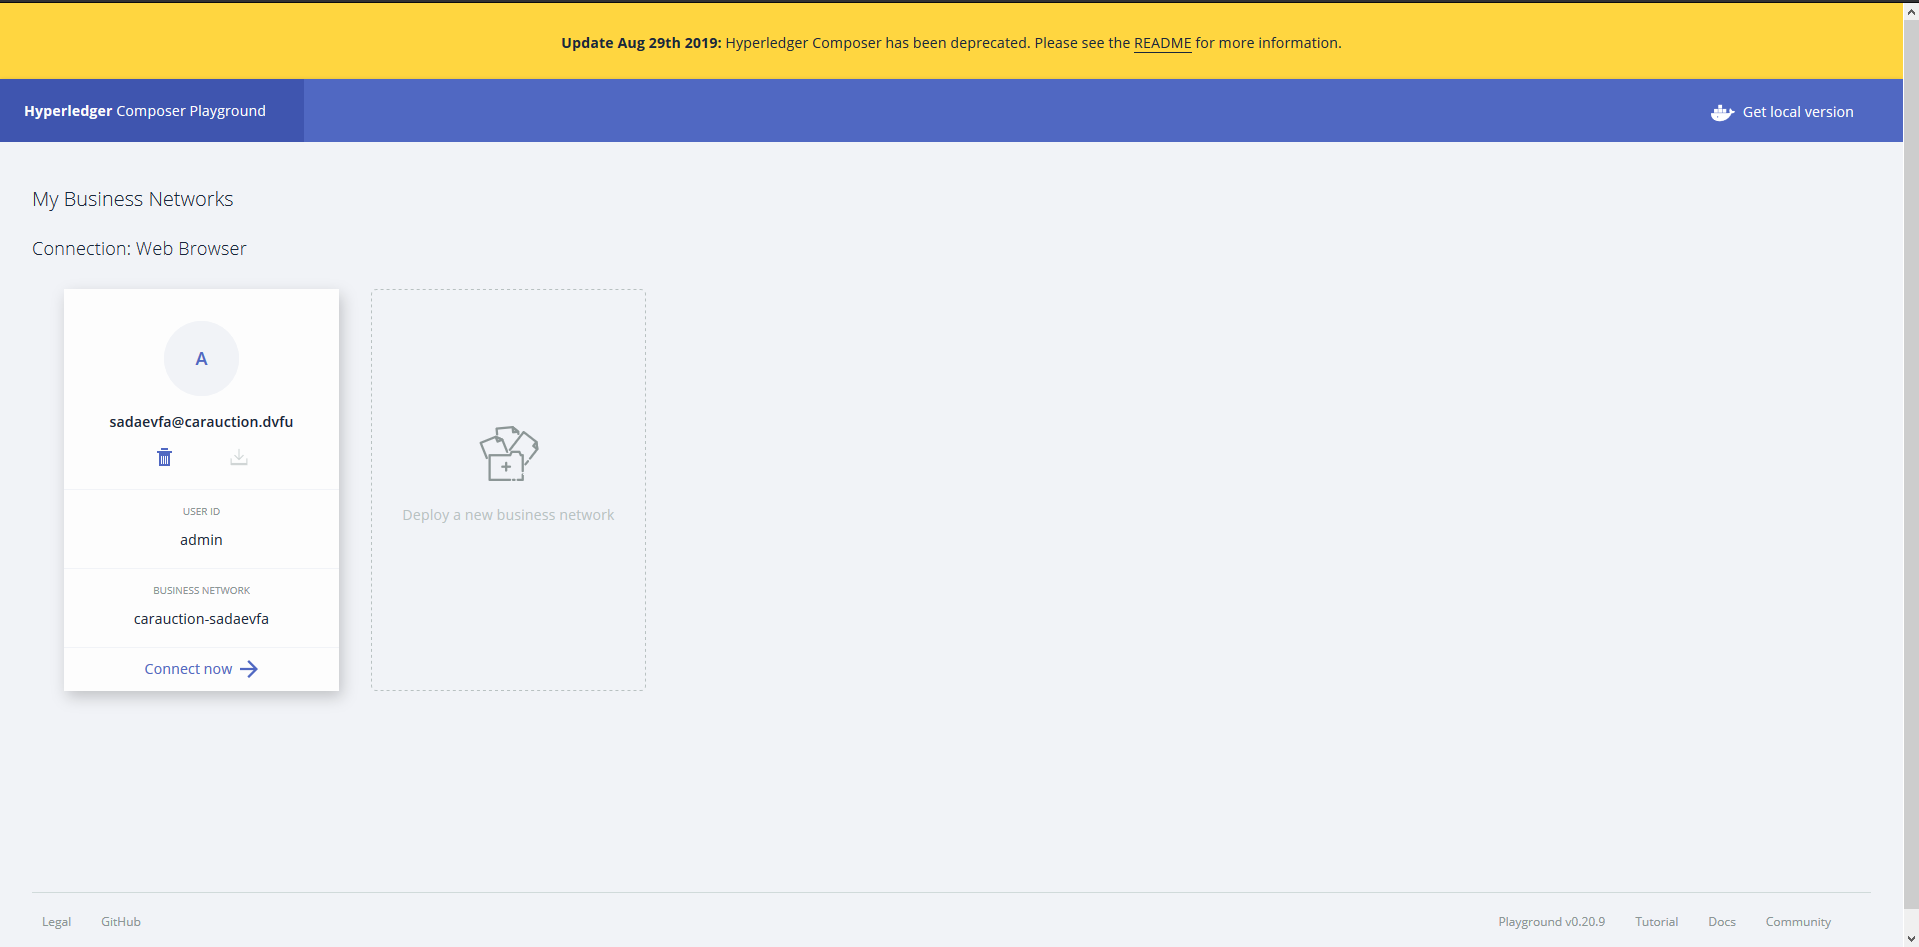 Update Aug 29th 2019: Hyperledger Composer has been deprecated. Please see the README for more information.
Hyperledger Composer Playground
Get local version
My Business Networks
Connection: Web Browser
A
sadaevfa@carauction.dvfu
USER ID
admin
BUSINESS NETWORK
carauction-sadaevfa
Connect now
Deploy a new business network
Legal GitHub Playground v0.20.9 Tutorial Docs Community